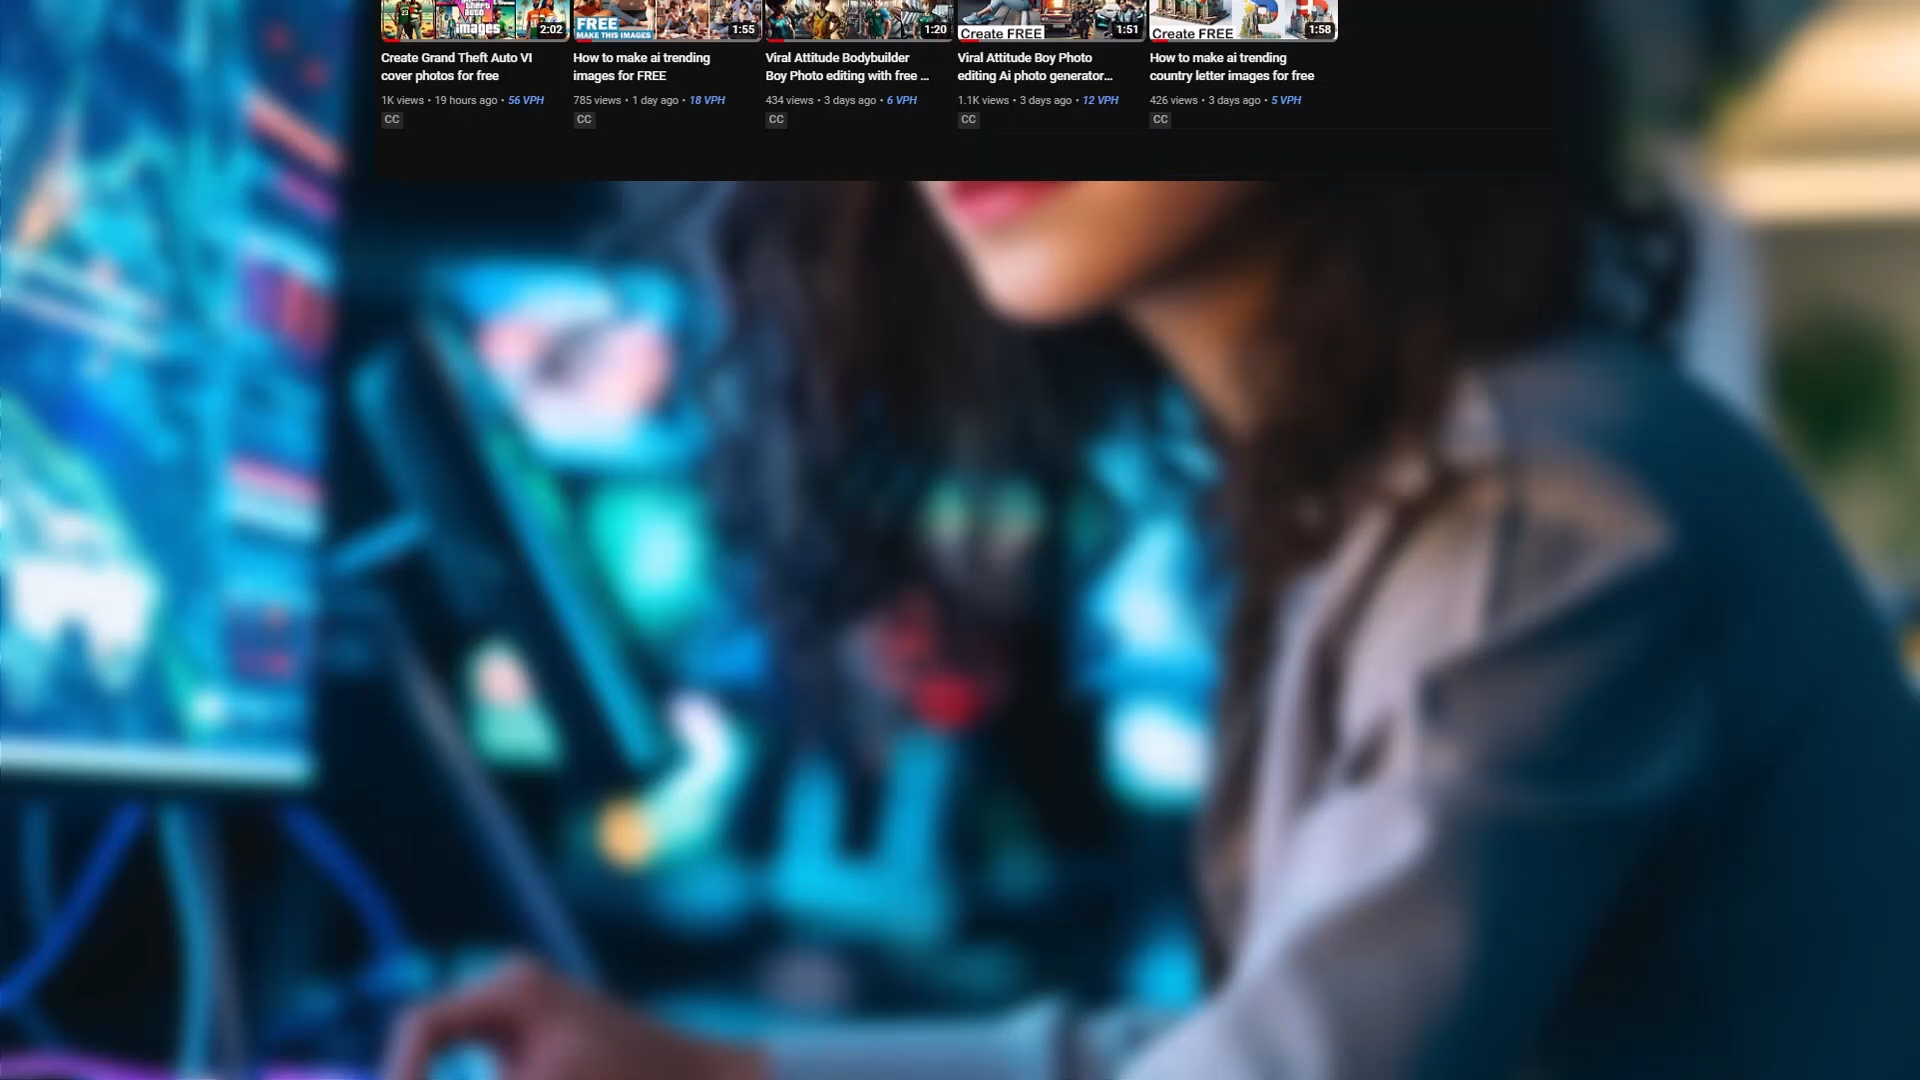 theft auto
images
2:02
FREE
MAKE THIS IMAGES
1:55
1:20
Create FREE
1:51
Create FREE
1:58
Create Grand Theft Auto VI
cover photos for free
1K views • 19 hours ago • 56 VPH
CC
How to make ai trending
images for FREE
785 views • 1 day ago • 18 VPH
CC
Viral Attitude Bodybuilder
Boy Photo editing with free ...
434 views • 3 days ago • 6 VPH
CC
Viral Attitude Boy Photo
editing Ai photo generator...
1.1K views • 3 days ago • 12 VPH
CC
How to make ai trending
country letter images for free
426 views • 3 days ago • 5 VPH
CC